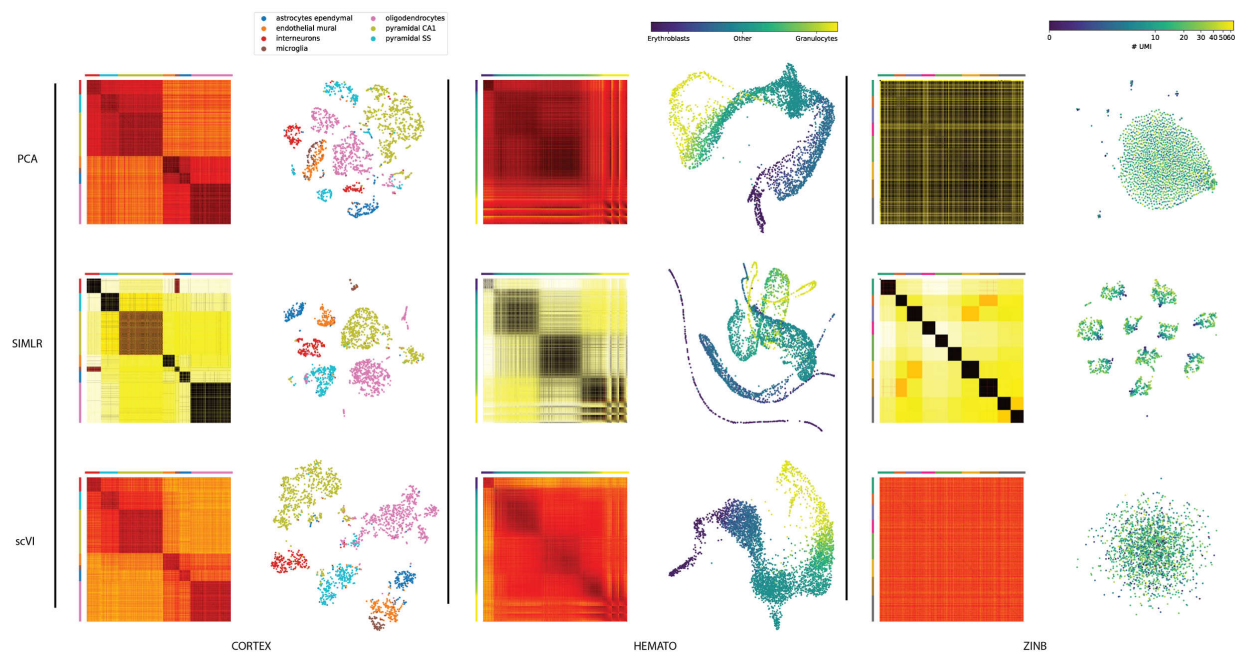 astrocytes ependymal
endothelial mural
interneurons
microglia
oligodendrocytes
pyramidal CA1
pyramidal SS
Erythroblasts Other Granulocytes
0 10 20 30 40 50 60
# UMI
PCA
SIMLR
scVI
CORTEX HEMATO ZINB